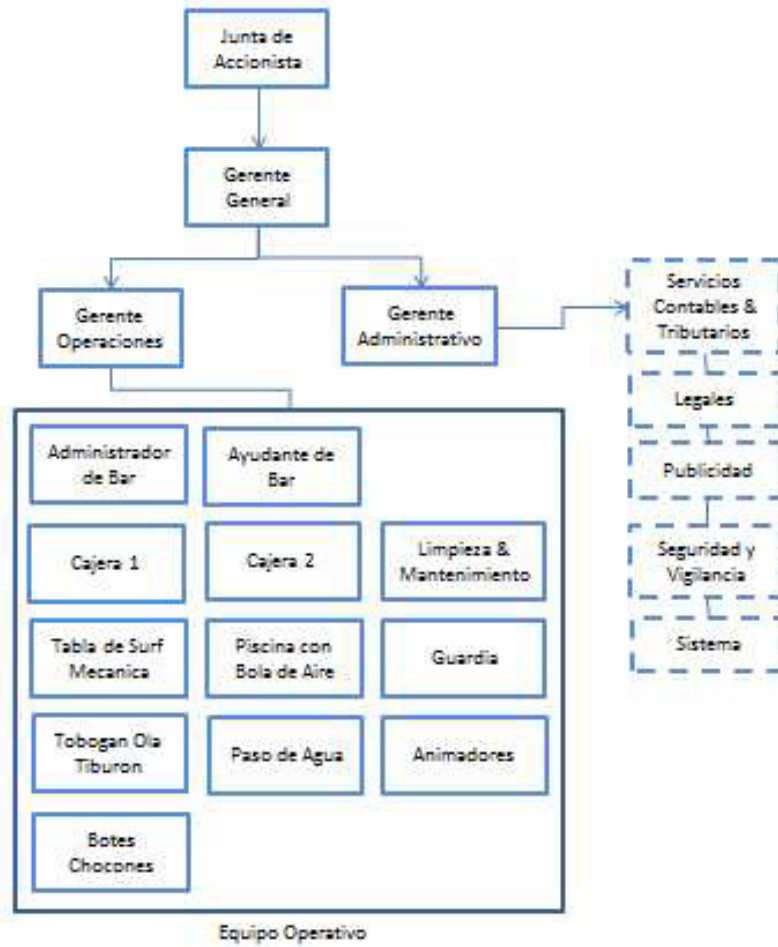 Junta de
Accionista
Gerente
General
Gerente
Operaciones
Gerente
Administrativo
Servicios
Contables &
Tributarios
Legales
Publicidad
Seguridad y
Vigilancia
Sistema
Administrador
de Bar
Ayudante de
Bar
Cajera 1
Cajera 2
Limpieza &
Mantenimiento
Tabla de Surf
Mecanica
Piscina con
Bola de Aire
Guardia
Tobogan Ola
Tiburon
Paso de Agua
Animadores
Botes
Chocones
Equipo Operativo